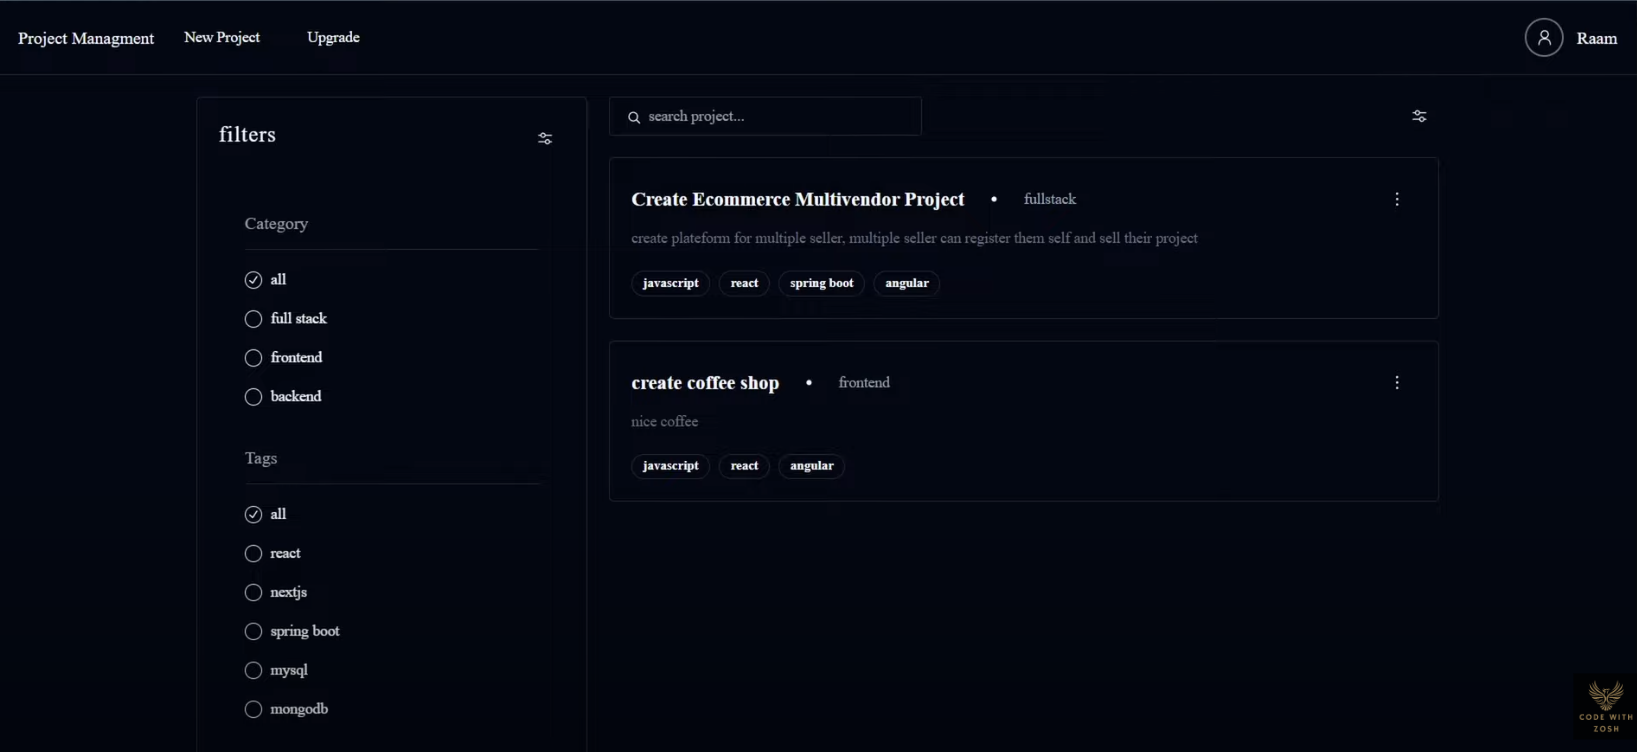 Project Managment New Project Upgrade Raam
filters
Category
all
full stack
frontend
backend
Tags
all
react
nextjs
spring boot
mysql
mongodb
search project...
Create Ecommerce Multivendor Project • fullstack
create plateform for multiple seller, multiple seller can register them self and sell their project
javascript react spring boot angular
create coffee shop • frontend
nice coffee
javascript react angular
CODE WITH
ZOSH